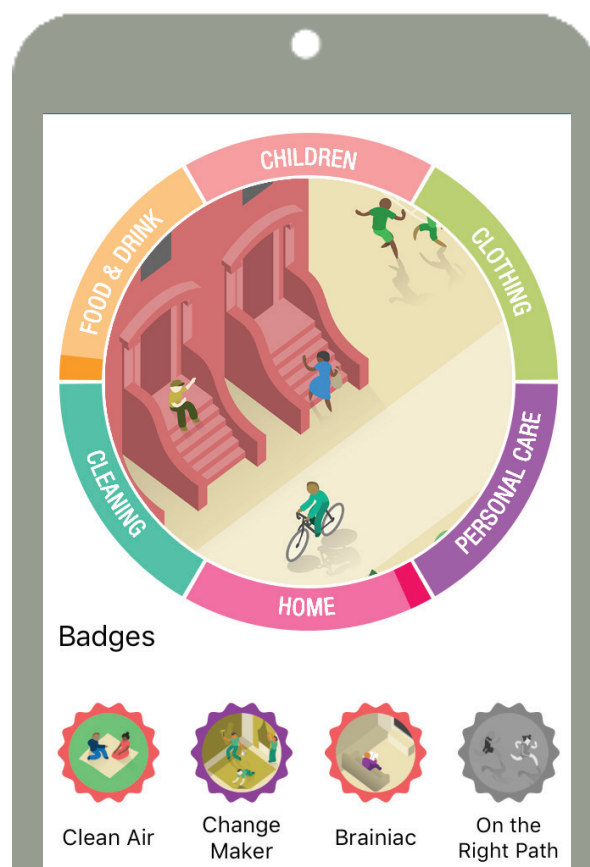 CHILDREN
FOOD & DRINK
CLOTHING
CLEANING
PERSONAL CARE
HOME
Badges
Clean Air
Change
Maker
Brainiac
On the
Right Path